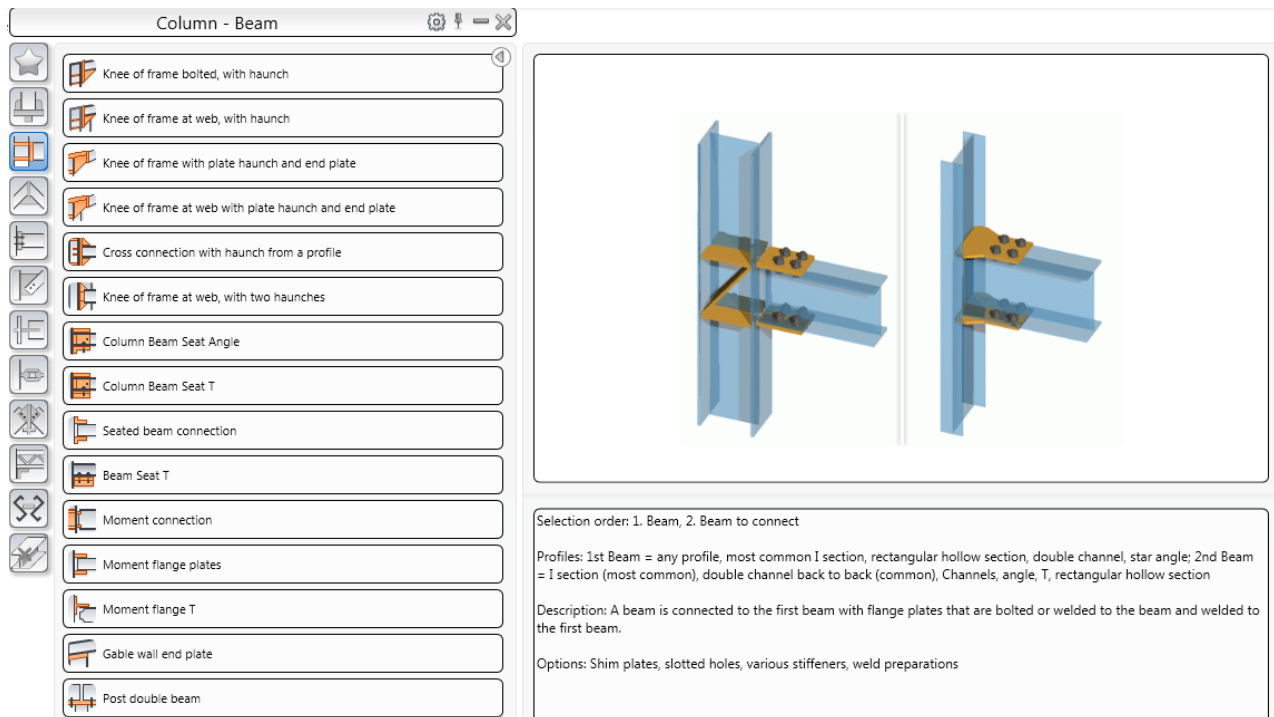 Column - Beam
Knee of frame bolted, with haunch
Knee of frame at web, with haunch
Knee of frame with plate haunch and end plate
Knee of frame at web with plate haunch and end plate
Cross connection with haunch from a profile
Knee of frame at web, with two haunches
Column Beam Seat Angle
Column Beam Seat T
Seated beam connection
Beam Seat T
Moment connection
Moment flange plates
Moment flange T
Gable wall end plate
Post double beam
Selection order: 1. Beam, 2. Beam to connect
Profiles: 1st Beam = any profile, most common I section, rectangular hollow section, double channel, star angle; 2nd Beam
= I section (most common), double channel back to back (common), Channels, angle, T, rectangular hollow section
Description: A beam is connected to the first beam with flange plates that are bolted or welded to the beam and welded to
the first beam.
Options: Shim plates, slotted holes, various stiffeners, weld preparations